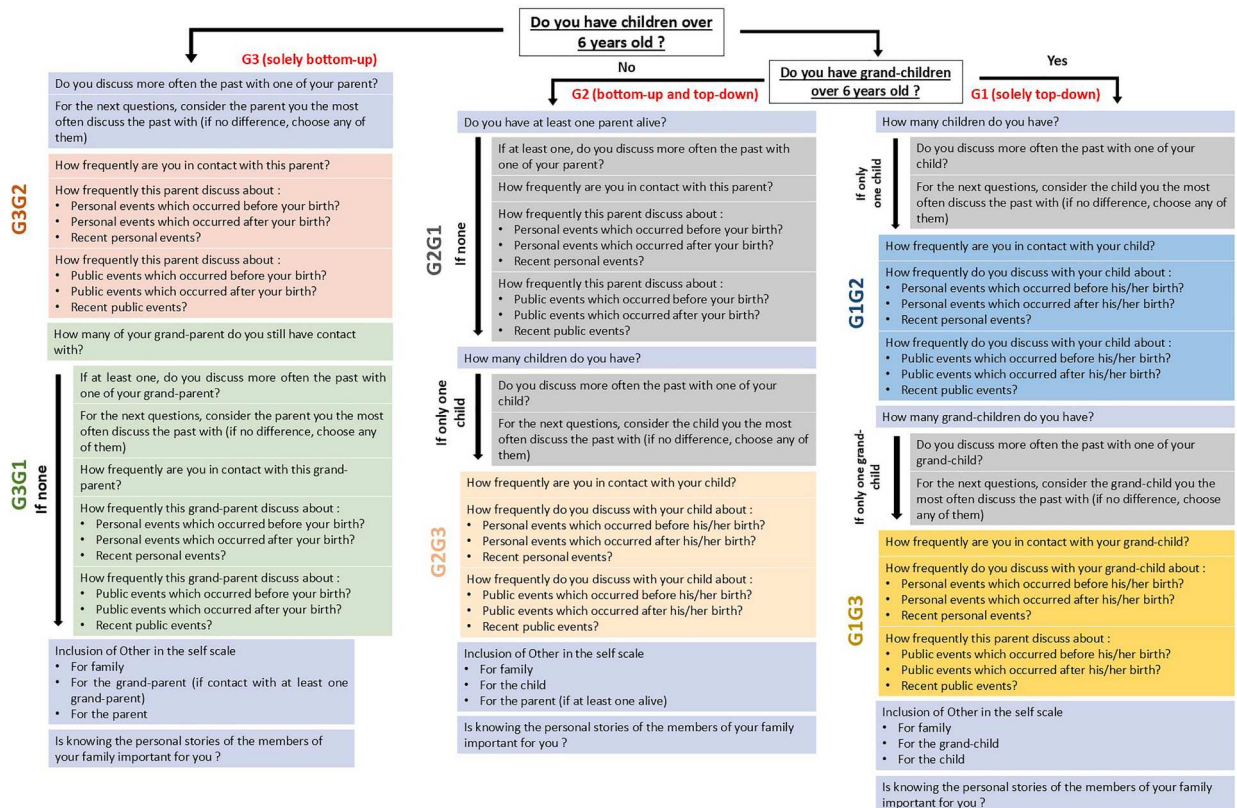 Do you have children over
6 years old ?
G3 (solely bottom-up)
Do you discuss more often the past with one of your parent?
For the next questions, consider the parent you the most
often discuss the past with (if no difference, choose any of
them)
G3G2
How frequently are you in contact with this parent?
How frequently this parent discuss about :
• Personal events which occurred before your birth?
• Personal events which occurred after your birth?
• Recent personal events?
How frequently this parent discuss about :
• Public events which occurred before your birth?
• Public events which occurred after your birth?
• Recent public events?
How many of your grand-parent do you still have contact
with?
G3G1
If none
If at least one, do you discuss more often the past with
one of your grand-parent?
For the next questions, consider the parent you the most
often discuss the past with (if no difference, choose any
of them)
How frequently are you in contact with this grand-
parent?
How frequently this grand-parent discuss about :
• Personal events which occurred before your birth?
• Personal events which occurred after your birth?
• Recent personal events?
How frequently this grand-parent discuss about :
• Public events which occurred before your birth?
• Public events which occurred after your birth?
• Recent public events?
Inclusion of Other in the self scale
• For family
• For the grand-parent (if contact with at least one
grand-parent)
• For the parent
Is knowing the personal stories of the members of
your family important for you ?
No
Do you have grand-children
over 6 years old ?
Yes
G2 (bottom-up and top-down)
Do you have at least one parent alive?
G2G1
If none
If at least one, do you discuss more often the past with
one of your parent?
How frequently are you in contact with this parent?
How frequently this parent discuss about :
• Personal events which occurred before your birth?
• Personal events which occurred after your birth?
• Recent personal events?
How frequently this parent discuss about :
• Public events which occurred before your birth?
• Public events which occurred after your birth?
• Recent public events?
How many children do you have?
If only one
child
Do you discuss more often the past with one of your
child?
For the next questions, consider the child you the most
often discuss the past with (if no difference, choose any of
them)
G2G3
How frequently are you in contact with your child?
How frequently do you discuss with your child about :
• Personal events which occurred before his/her birth?
• Personal events which occurred after his/her birth?
• Recent personal events?
How frequently do you discuss with your child about :
• Public events which occurred before his/her birth?
• Public events which occurred after his/her birth?
• Recent public events?
Inclusion of Other in the self scale
• For family
• For the child
• For the parent (if at least one alive)
Is knowing the personal stories of the members of your family
important for you ?
G1 (solely top-down)
How many children do you have?
If only
one child
Do you discuss more often the past with one of your
child?
For the next questions, consider the child you the most
often discuss the past with (if no difference, choose any of
them)
G1G2
How frequently are you in contact with your child?
How frequently do you discuss with your child about :
• Personal events which occurred before his/her birth?
• Personal events which occurred after his/her birth?
• Recent personal events?
How frequently do you discuss with your child about :
• Public events which occurred before his/her birth?
• Public events which occurred after his/her birth?
• Recent public events?
How many grand-children do you have?
If only one grand-
child
Do you discuss more often the past with one of your
grand-child?
For the next questions, consider the grand-child you the
most often discuss the past with (if no difference, choose
any of them)
G1G3
How frequently are you in contact with your grand-child?
How frequently do you discuss with your grand-child about :
• Personal events which occurred before his/her birth?
• Personal events which occurred after his/her birth?
• Recent personal events?
How frequently this parent discuss about :
• Public events which occurred before his/her birth?
• Public events which occurred after his/her birth?
• Recent public events?
Inclusion of Other in the self scale
• For family
• For the grand-child
• For the child
Is knowing the personal stories of the members of your family
important for you ?